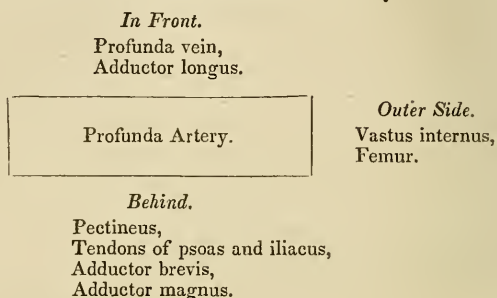 In Front.
Profunda vein,
Adductor longus.
Profunda Artery.
Outer Side.
Vastus internus,
Femur.
Behind.
Pectineus,
Tendons of psoas and iliacus,
Adductor brevis,
Adductor magnus.